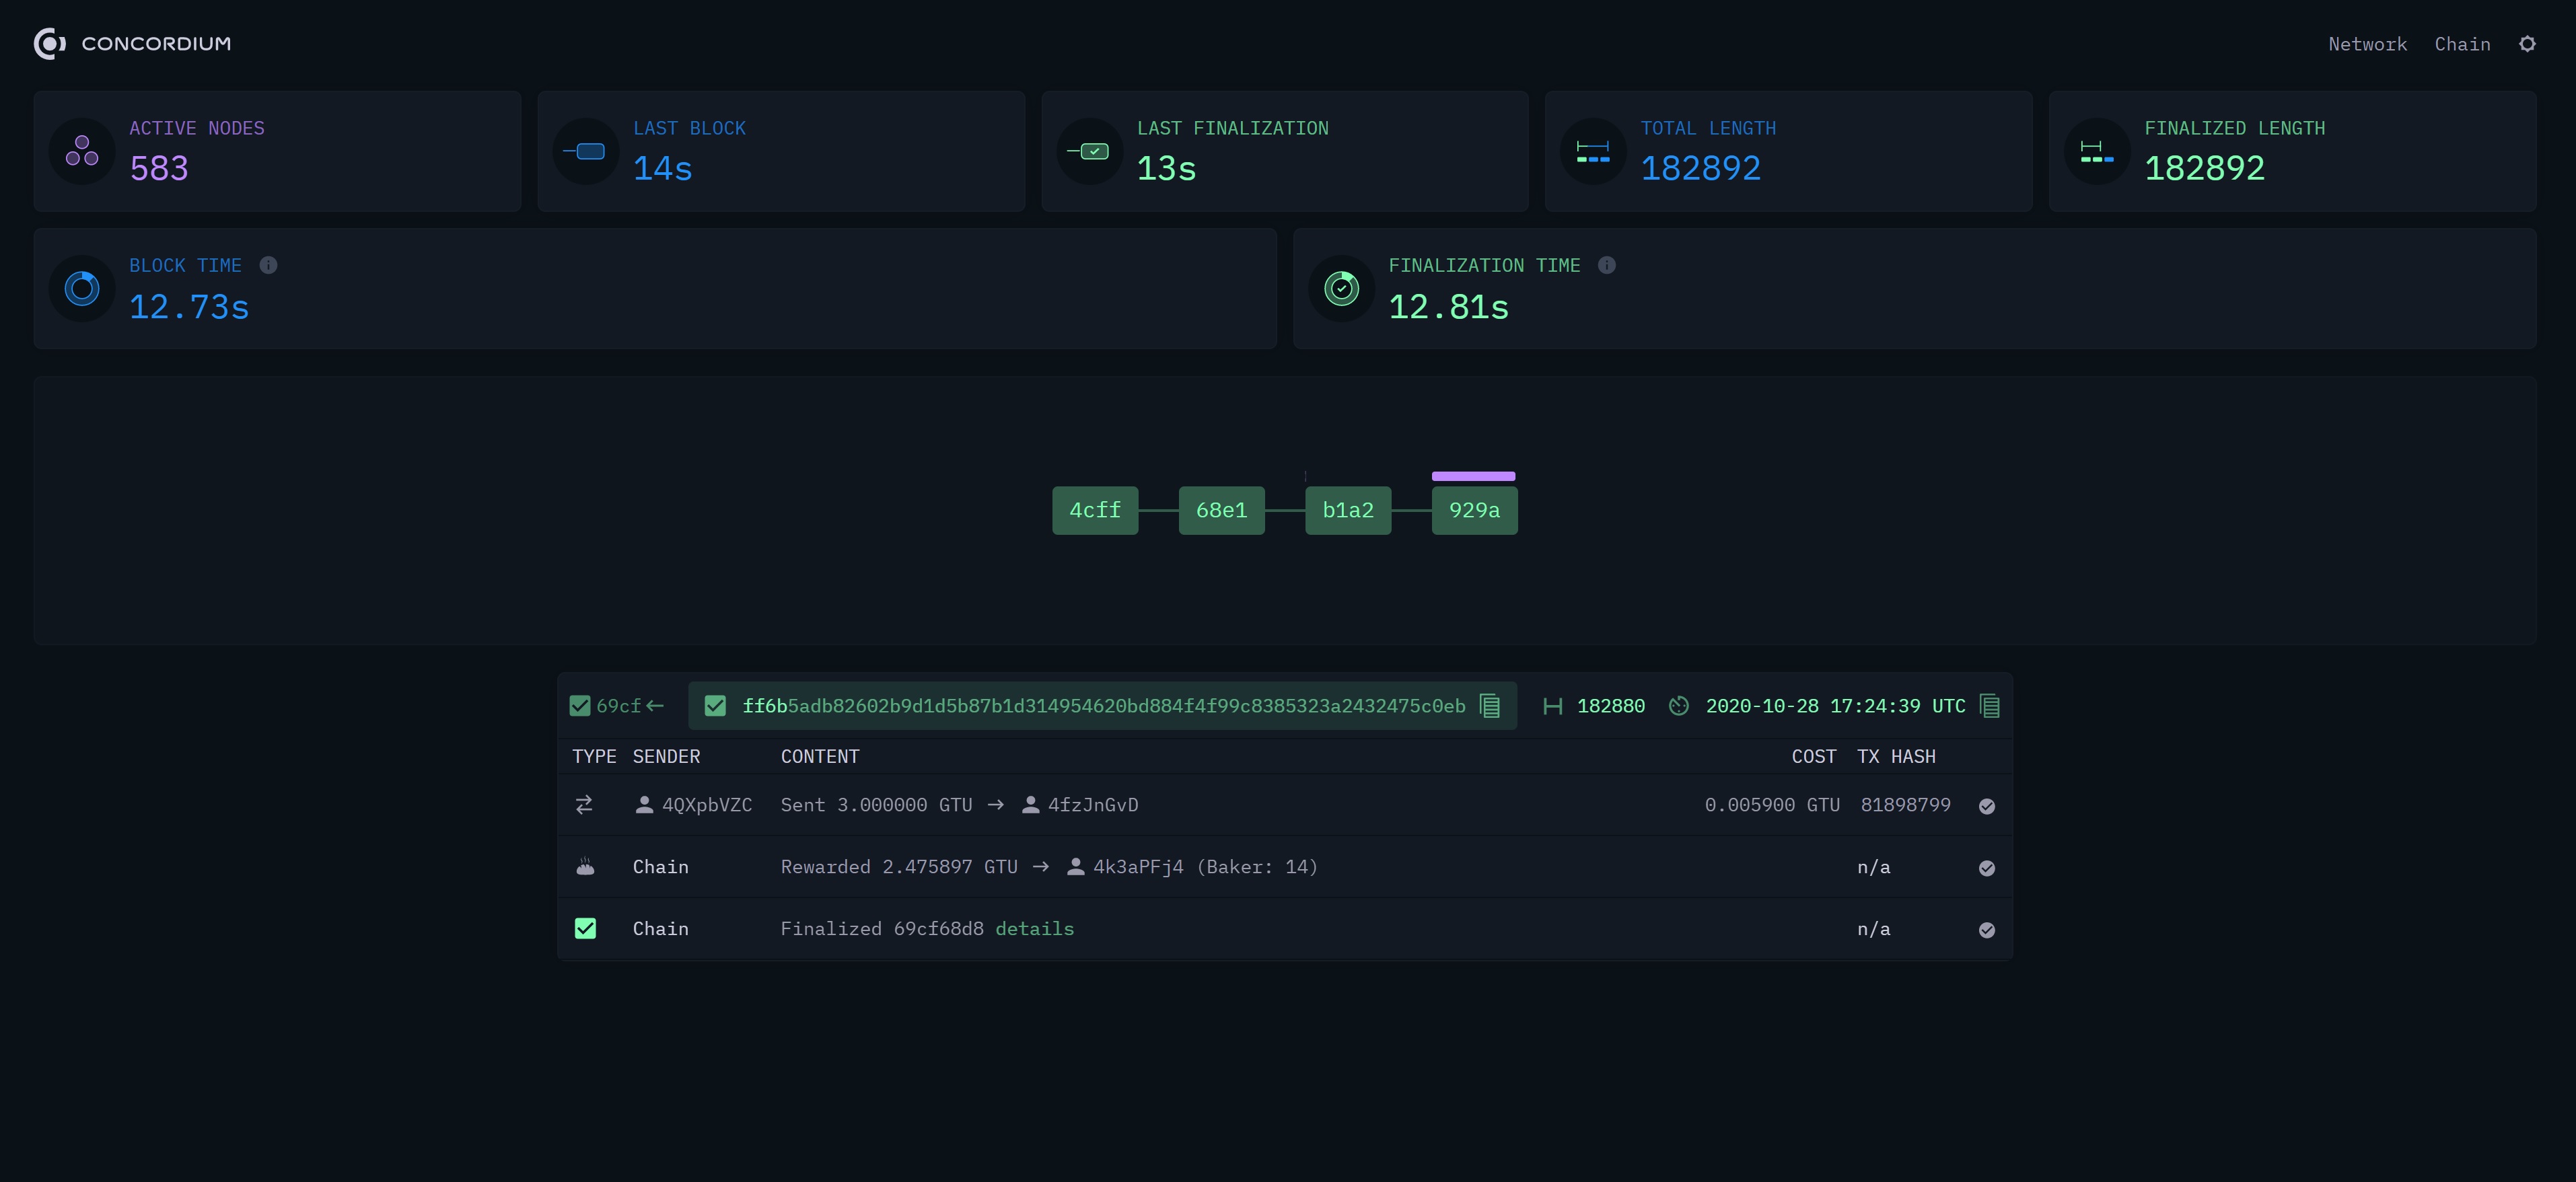 CONCORDIUM
Network Chain
ACTIVE NODES
583
LAST BLOCK
14s
LAST FINALIZATION
13s
TOTAL LENGTH
182892
FINALIZED LENGTH
182892
BLOCK TIME
12.73s
FINALIZATION TIME
12.81s
4cff 68e1 b1a2 929a
69cf ← ff6b5adb82602b9d1d5b87b1d314954620bd884f4f99c8385323a2432475c0eb 182880 2020-10-28 17:24:39 UTC
TYPE SENDER CONTENT COST TX HASH
4QXpbVZC Sent 3.000000 GTU → 4fzJnGvD 0.005900 GTU 81898799
Chain Rewarded 2.475897 GTU → 4k3aPFj4 (Baker: 14) n/a
Chain Finalized 69cf68d8 details n/a